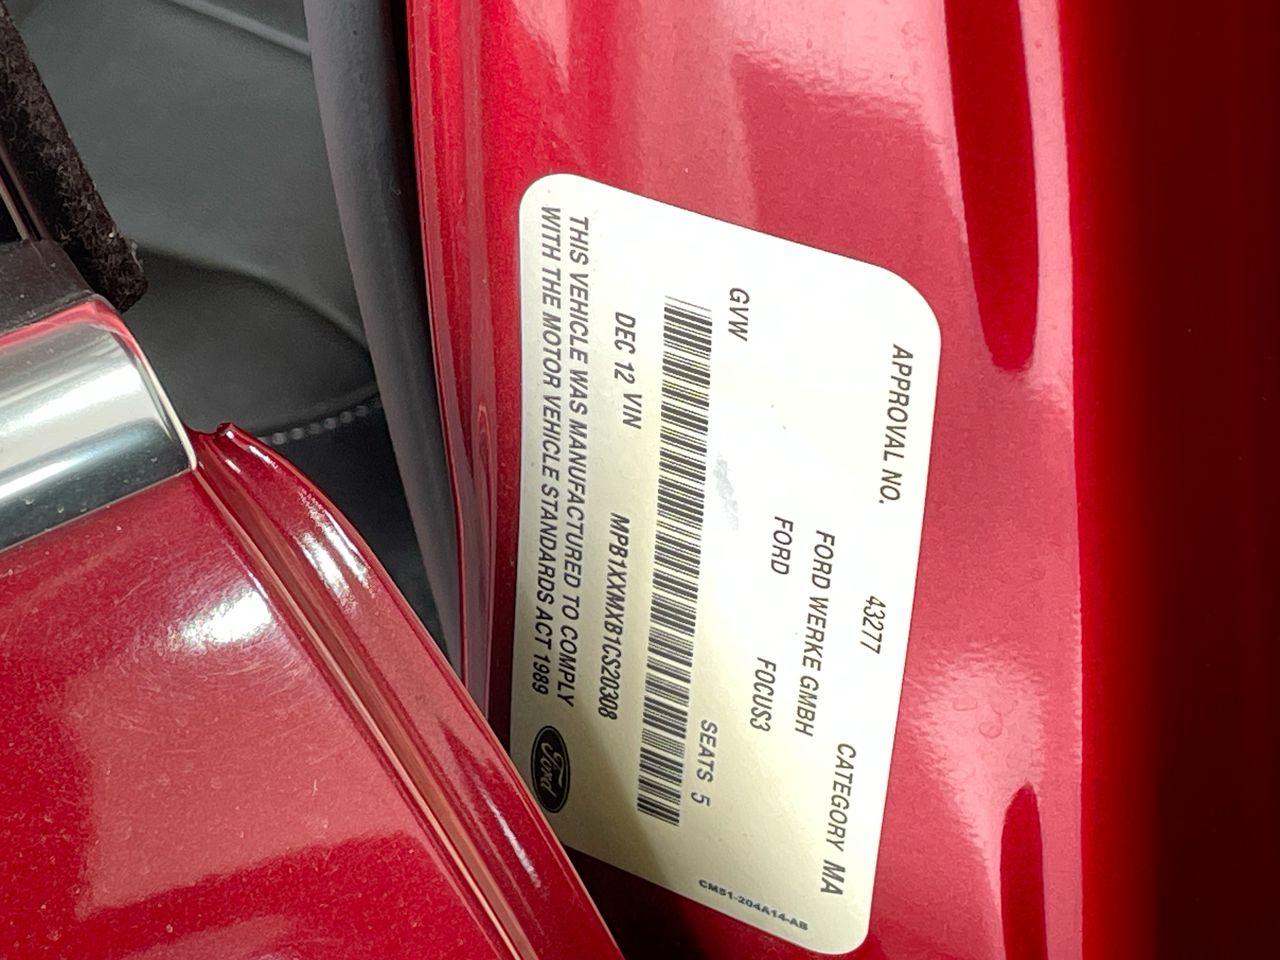 APPROVAL NO. 43277 CATEGORY MA
FORD WERKE GMBH
FORD FOCUS3
GVW SEATS 5
DEC 12 VIN MPB1XXMXB1CS20308
THIS VEHICLE WAS MANUFACTURED TO COMPLY
WITH THE MOTOR VEHICLE STANDARDS ACT 1989
Ford
CM51-204A14-AB